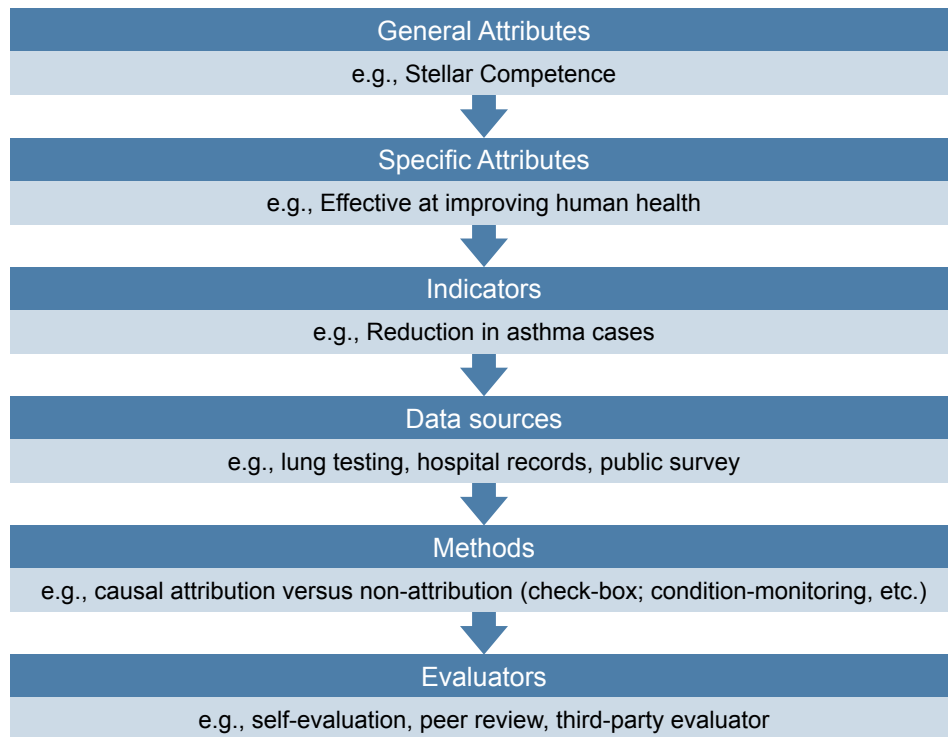 General Attributes
e.g., Stellar Competence
Specific Attributes
e.g., Effective at improving human health
Indicators
e.g., Reduction in asthma cases
Data sources
e.g., lung testing, hospital records, public survey
Methods
e.g., causal attribution versus non-attribution (check-box; condition-monitoring, etc.)
Evaluators
e.g., self-evaluation, peer review, third-party evaluator